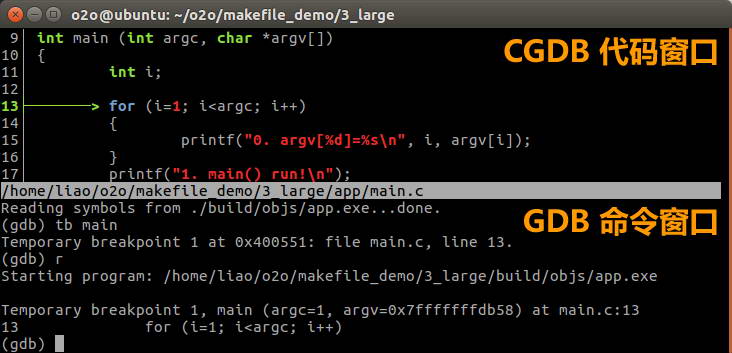 o2o@ubuntu: ~/o2o/makefile_demo/3_large
9 int main (int argc, char *argv[])
CGDB 代码窗口
10 {
11 int i;
12
13 > for (i=1; i<argc; i++)
14 {
15 printf("0. argv[%d]=%s\n", i, argv[i]);
16 }
17 printf("1. main() run!\n");
/home/liao/o2o/makefile_demo/3_large/app/main.c
Reading symbols from ./build/objs/app.exe...done.
GDB 命令窗口
(gdb) tb main
Temporary breakpoint 1 at 0x400551: file main.c, line 13.
(gdb) r
Starting program: /home/liao/o2o/makefile_demo/3_large/build/objs/app.exe
Temporary breakpoint 1, main (argc=1, argv=0x7fffffffdb58) at main.c:13
13 for (i=1; i<argc; i++)
(gdb)